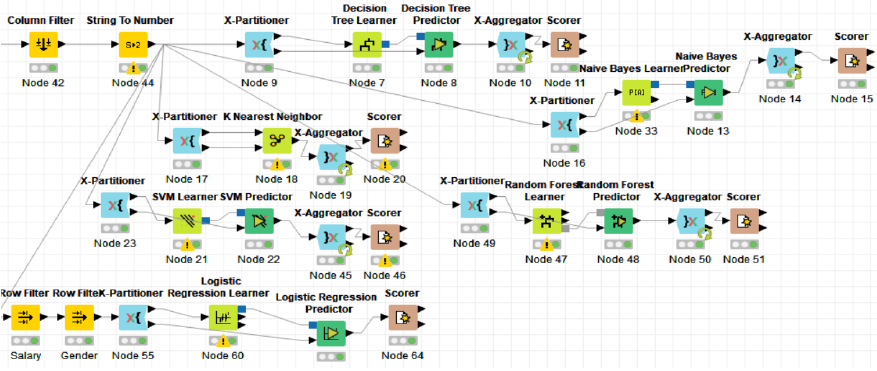 Column Filter
String To Number
X-Partitioner
Decision
Tree Learner
Decision Tree
Predictor
X-Aggregator
Scorer
S▸2
Node 42
Node 44
Node 9
Node 7
Node 8
Node 10
Node 11
X-Aggregator
Scorer
Naive Bayes Learner
Naive Bayes
Predictor
P[A]
X-Partitioner
Node 33
Node 13
Node 14
Node 15
Node 16
X-Partitioner
K Nearest Neighbor
X-Aggregator
Scorer
Node 17
Node 18
Node 19
Node 20
X-Partitioner
SVM Learner
SVM Predictor
X-Aggregator
Scorer
Node 23
Node 21
Node 22
Node 45
Node 46
X-Partitioner
Random Forest
Learner
Random Forest
Predictor
X-Aggregator
Scorer
Node 49
Node 47
Node 48
Node 50
Node 51
Row Filter
Row Filter
X-Partitioner
Logistic
Regression Learner
Logistic Regression
Predictor
Scorer
Salary
Gender
Node 55
Node 60
Node 64